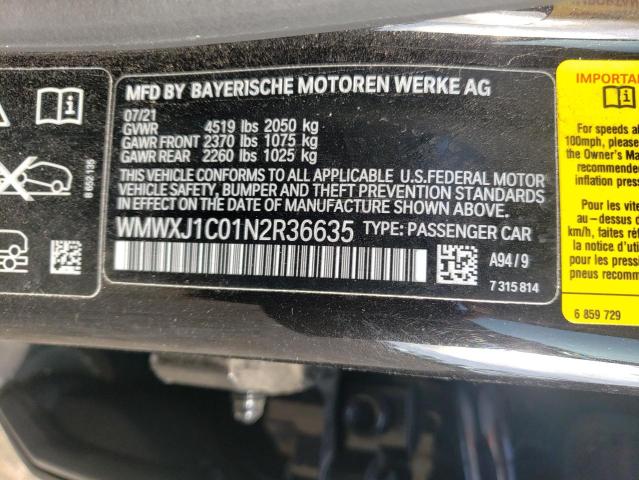 MFD BY BAYERISCHE MOTOREN WERKE AG
07/21
GVWR 4519 lbs 2050 kg
GAWR FRONT 2370 lbs 1075 kg
GAWR REAR 2260 lbs 1025 kg
THIS VEHICLE CONFORMS TO ALL APPLICABLE U.S.FEDERAL MOTOR
VEHICLE SAFETY, BUMPER AND THEFT PREVENTION STANDARDS
IN EFFECT ON THE DATE OF MANUFACTURE SHOWN ABOVE.
WMWXJ1C01N2R36635 TYPE: PASSENGER CAR
A94/9
7 315 814
8 652 135
IMPORTA
For speeds a
100mph, please
the Owner's Ma
recommende
inflation press
Pour les vite
au-dessus d
km/h, faites réf
la notice d'uti
pour les press
pneus recomm
6 859 729